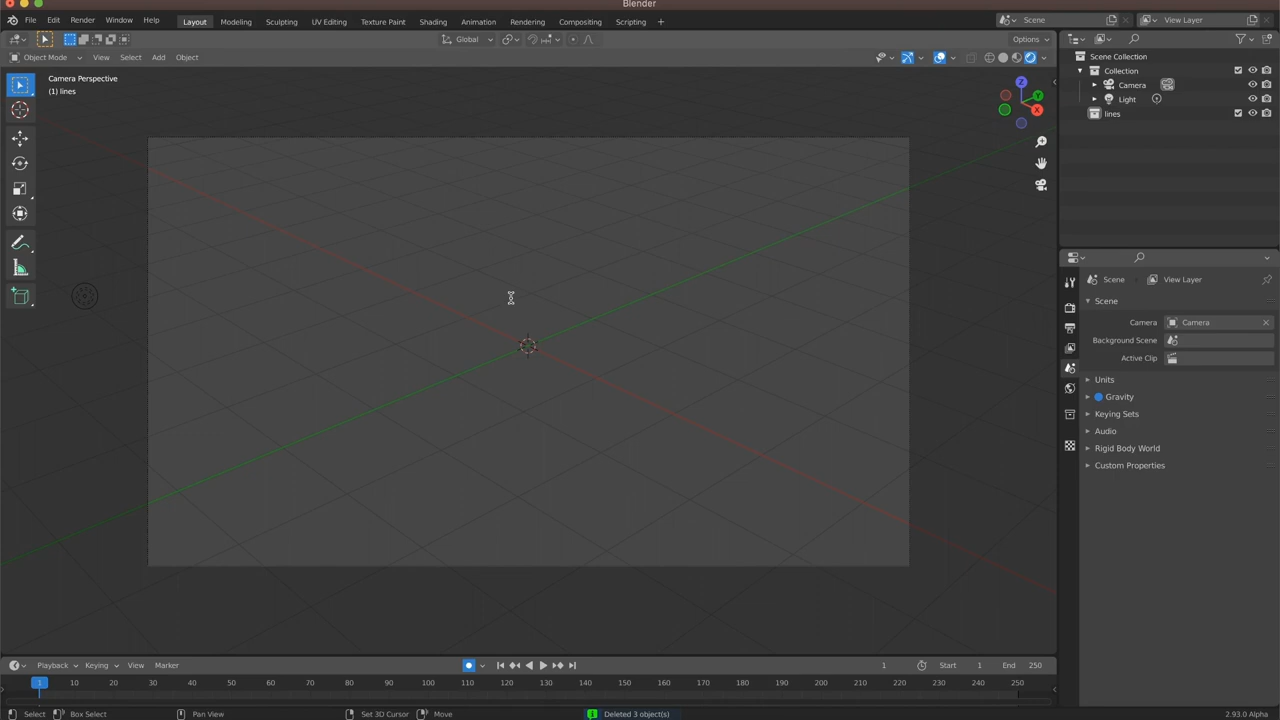 Blender
File Edit Render Window Help Layout Modeling Sculpting UV Editing Texture Paint Shading Animation Rendering Compositing Scripting Scene View Layer
Global Options
Object Mode View Select Add Object
Camera Perspective
(1) lines
Z
Y
X
Scene Collection
Collection
Camera
Light
lines
Scene View Layer
Scene
Camera Camera
Background Scene
Active Clip
Units
Gravity
Keying Sets
Audio
Rigid Body World
Custom Properties
Playback Keying View Marker 1 Start 1 End 250
1 10 20 30 40 50 60 70 80 90 100 110 120 130 140 150 160 170 180 190 200 210 220 230 240 250
Select Box Select Pan View Set 3D Cursor Move Deleted 3 object(s) 2.93.0 Alpha